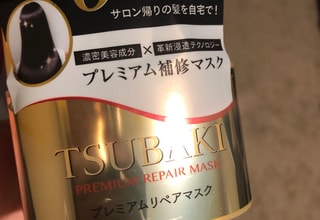 サロン帰りの髪を自宅で!
濃密美容成分 × 革新浸透テクノロジー
プレミアム補修マスク
TSUBAKI
PREMIUM REPAIR MASK
プレミアムリペアマスク